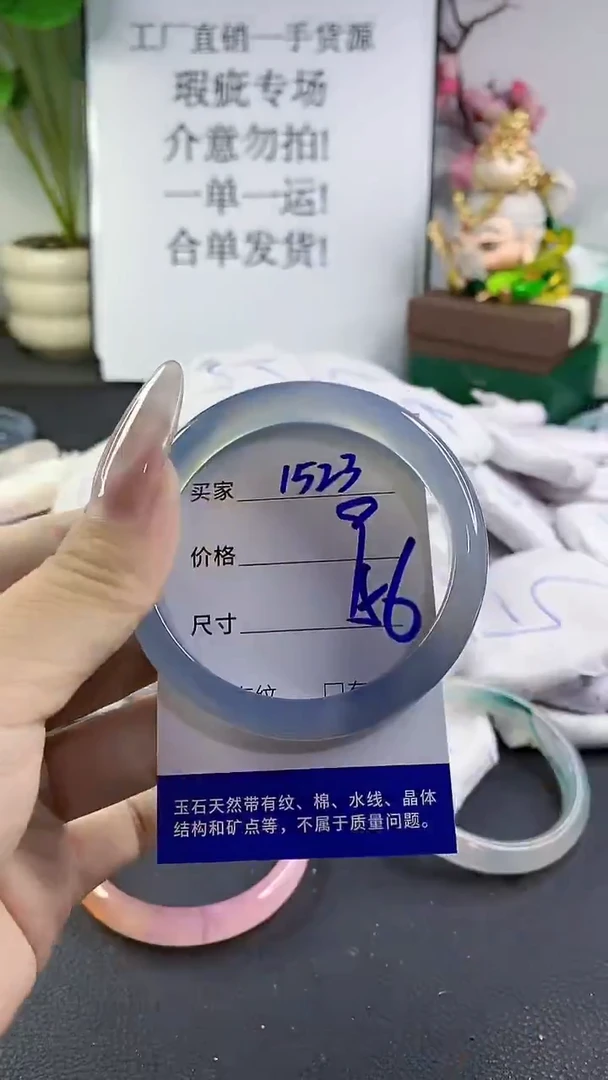 工厂直销一手货源
瑕疵专场
介意勿拍!
一单一运!
合单发货!
买家 1523
价格
尺寸 56
玉石天然带有纹、棉、水线、晶体
结构和矿点等，不属于质量问题。